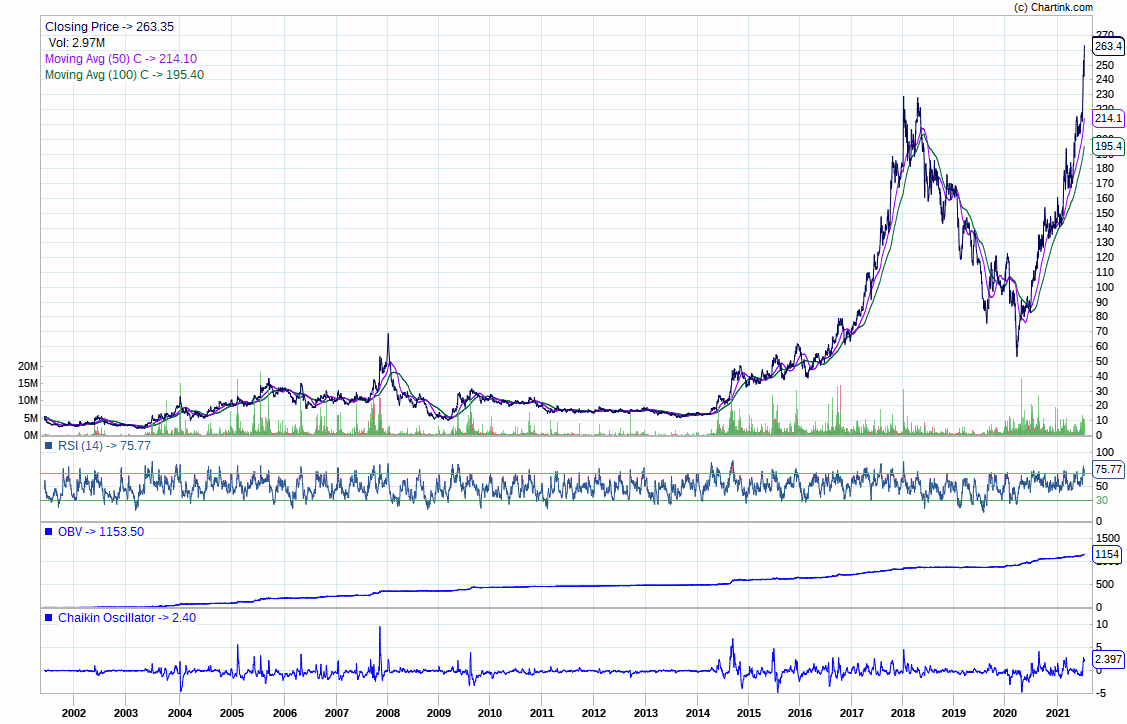 (c) Chartink.com
Closing Price -> 263.35
Vol: 2.97M
Moving Avg (50) C -> 214.10
Moving Avg (100) C -> 195.40
270
263.4
250
240
230
220
214.1
195.4
180
170
160
150
140
130
120
110
100
90
80
70
60
50
40
30
20
10
0
20M
15M
10M
5M
0M
RSI (14) -> 75.77
100
75.77
50
30
0
OBV -> 1153.50
1500
1154
500
0
Chaikin Oscillator -> 2.40
10
5
2.397
0
-5
2002 2003 2004 2005 2006 2007 2008 2009 2010 2011 2012 2013 2014 2015 2016 2017 2018 2019 2020 2021